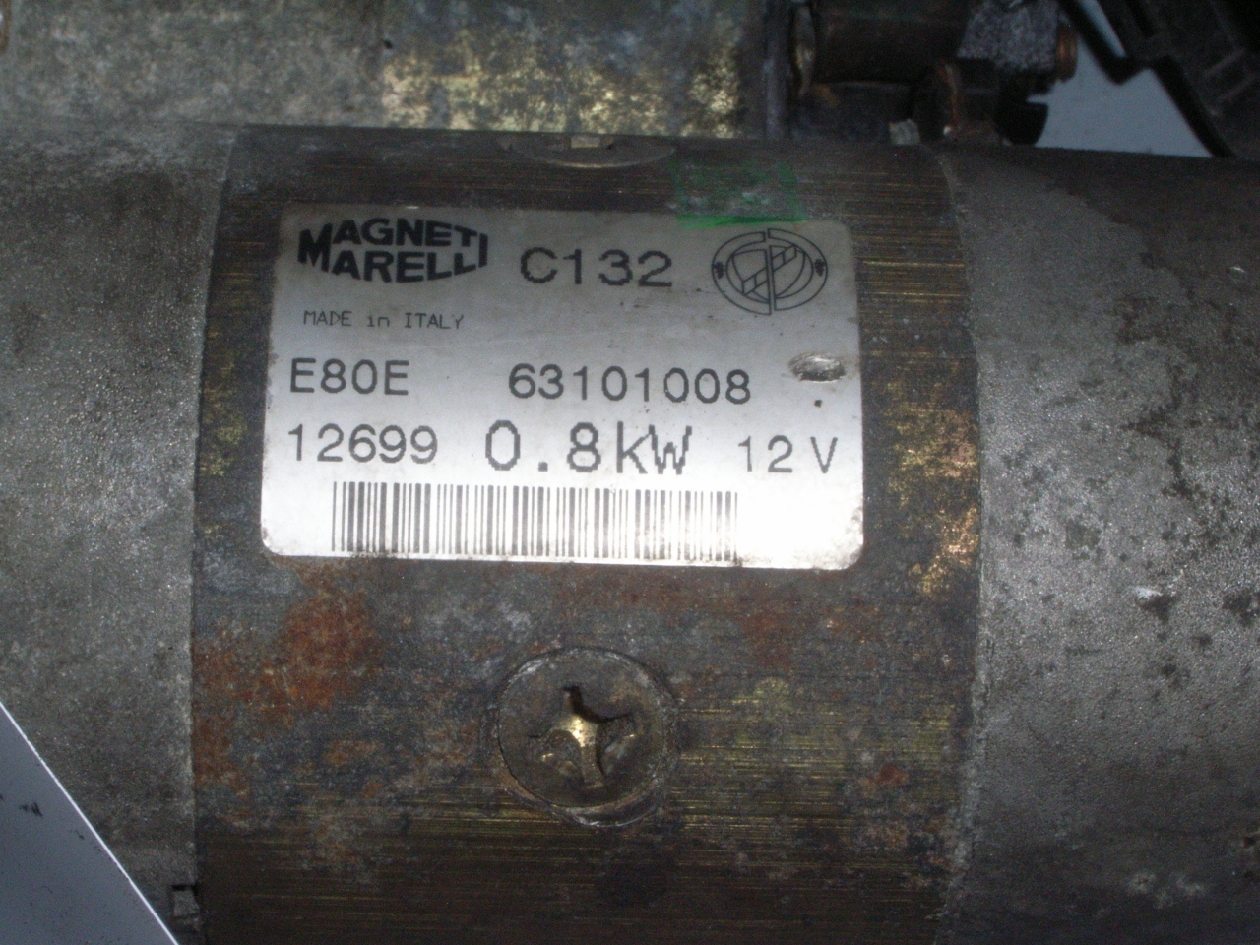 MAGNETI
MARELLI C132
MADE in ITALY
E80E 63101008
12699 0.8kW 12V